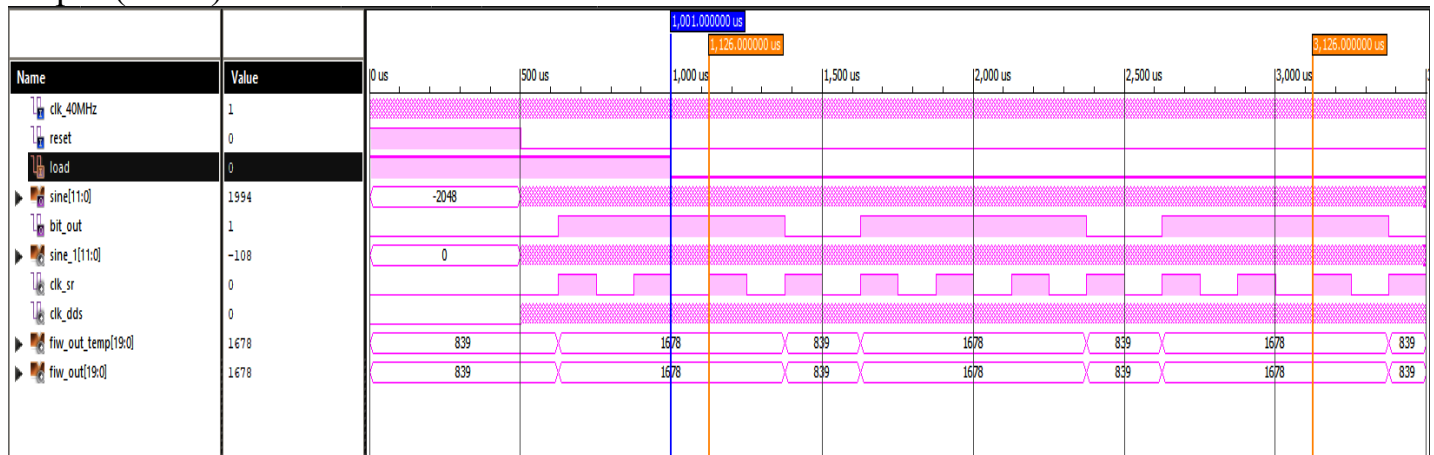 1,001.000000 us
1,126.000000 us 3,126.000000 us
Name Value 0 us 500 us 1,000 us 1,500 us 2,000 us 2,500 us 3,000 us
clk_40MHz 1
reset 0
load 0
sine[11:0] 1994 -2048
bit_out 1
sine_1[11:0] -108 0
clk_sr 0
clk_dds 0
fiw_out_temp[19:0] 1678 839 1678 839 1678 839 1678 839
fiw_out[19:0] 1678 839 1678 839 1678 839 1678 839